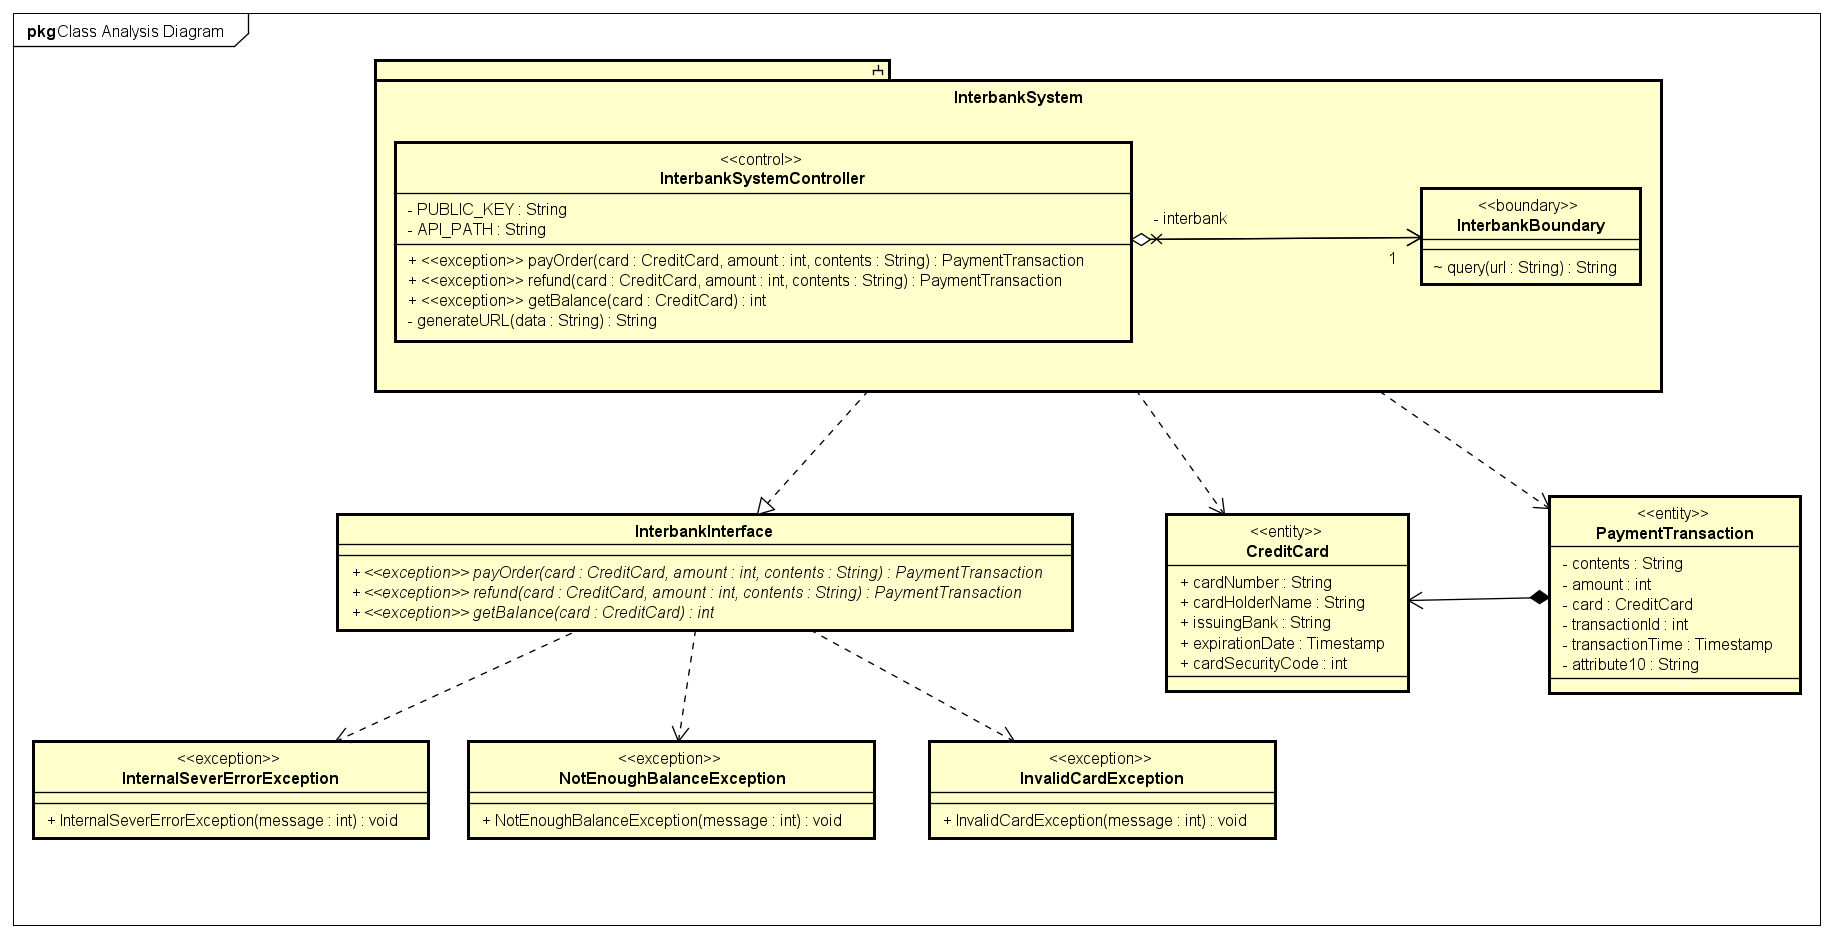 pkg Class Analysis Diagram
InterbankSystem
<<control>>
InterbankSystemController
- PUBLIC_KEY : String
- API_PATH : String
+ <<exception>> payOrder(card : CreditCard, amount : int, contents : String) : PaymentTransaction
+ <<exception>> refund(card : CreditCard, amount : int, contents : String) : PaymentTransaction
+ <<exception>> getBalance(card : CreditCard) : int
- generateURL(data : String) : String
- interbank
1
<<boundary>>
InterbankBoundary
~ query(url : String) : String
InterbankInterface
+ <<exception>> payOrder(card : CreditCard, amount : int, contents : String) : PaymentTransaction
+ <<exception>> refund(card : CreditCard, amount : int, contents : String) : PaymentTransaction
+ <<exception>> getBalance(card : CreditCard) : int
<<entity>>
CreditCard
+ cardNumber : String
+ cardHolderName : String
+ issuingBank : String
+ expirationDate : Timestamp
+ cardSecurityCode : int
<<entity>>
PaymentTransaction
- contents : String
- amount : int
- card : CreditCard
- transactionId : int
- transactionTime : Timestamp
- attribute10 : String
<<exception>>
InternalSeverErrorException
+ InternalSeverErrorException(message : int) : void
<<exception>>
NotEnoughBalanceException
+ NotEnoughBalanceException(message : int) : void
<<exception>>
InvalidCardException
+ InvalidCardException(message : int) : void